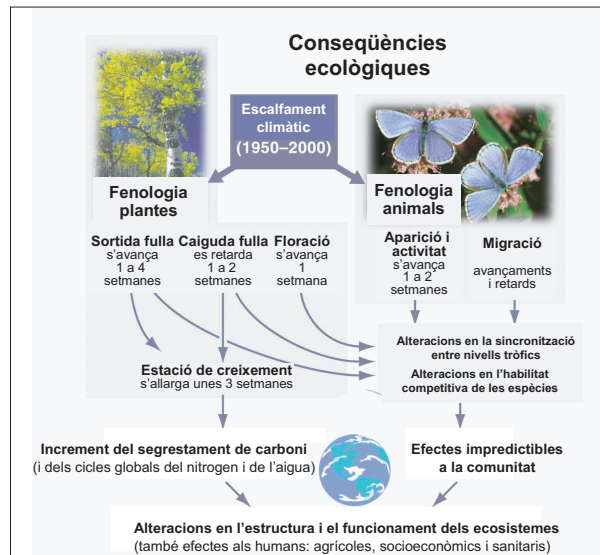 Conseqüències
ecològiques
Escalfament
climàtic
(1950–2000)
Fenologia
plantes
Fenologia
animals
Sortida fulla
s’avança
1 a 4
setmanes
Caiguda fulla
es retarda
1 a 2
setmanes
Floració
s’avança
1
setmana
Aparició i
activitat
s’avança
1 a 2
setmanes
Migració
avançaments
i retards
Alteracions en la sincronització
entre nivells tròfics
Alteracions en l’habilitat
competitiva de les espècies
Estació de creixement
s’allarga unes 3 setmanes
Increment del segrestament de carboni
(i dels cicles globals del nitrogen i de l’aigua)
Efectes impredictibles
a la comunitat
Alteracions en l’estructura i el funcionament dels ecosistemes
(també efectes als humans: agrícoles, socioeconòmics i sanitaris)